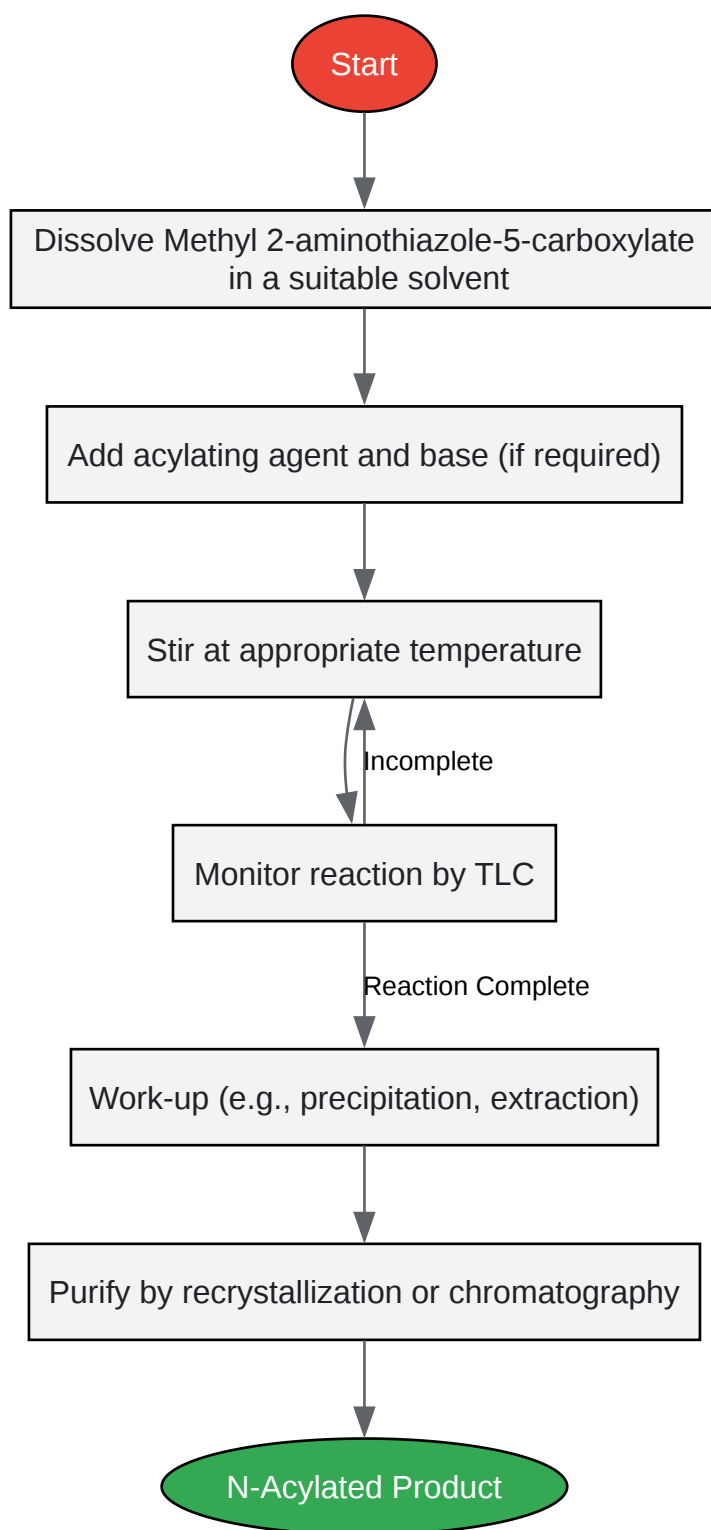 Start
Dissolve Methyl 2-aminothiazole-5-carboxylate
in a suitable solvent
Add acylating agent and base (if required)
Stir at appropriate temperature
Incomplete
Monitor reaction by TLC
Reaction Complete
Work-up (e.g., precipitation, extraction)
Purify by recrystallization or chromatography
N-Acylated Product